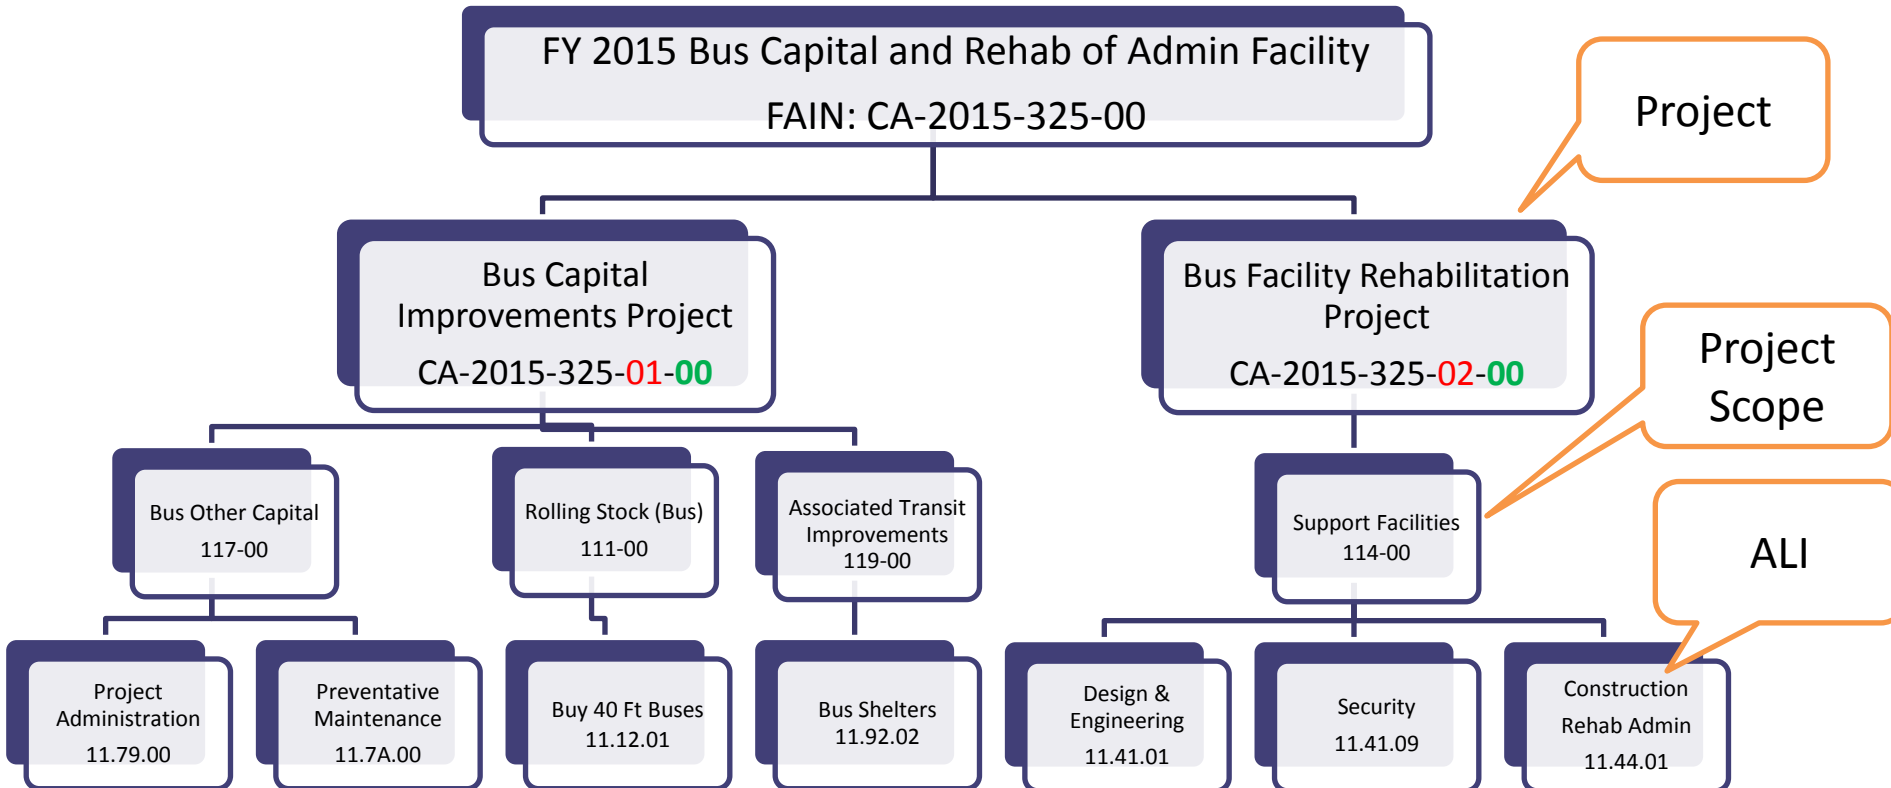 FY 2015 Bus Capital and Rehab of Admin Facility
FAIN: CA-2015-325-00
Project
Bus Capital
Improvements Project
CA-2015-325-01-00
Bus Facility Rehabilitation
Project
CA-2015-325-02-00
Project
Scope
Bus Other Capital
117-00
Rolling Stock (Bus)
111-00
Associated Transit
Improvements
119-00
Support Facilities
114-00
ALI
Project
Administration
11.79.00
Preventative
Maintenance
11.7A.00
Buy 40 Ft Buses
11.12.01
Bus Shelters
11.92.02
Design &
Engineering
11.41.01
Security
11.41.09
Construction
Rehab Admin
11.44.01